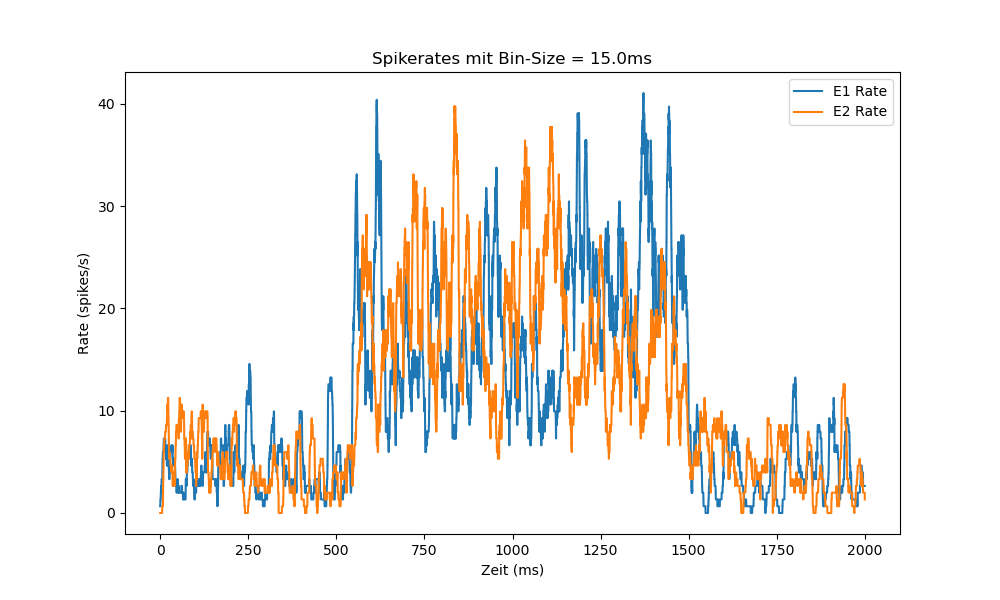 Spikerates mit Bin-Size = 15.0ms
E1 Rate
E2 Rate
Rate (spikes/s)
40
30
20
10
0
0 250 500 750 1000 1250 1500 1750 2000
Zeit (ms)